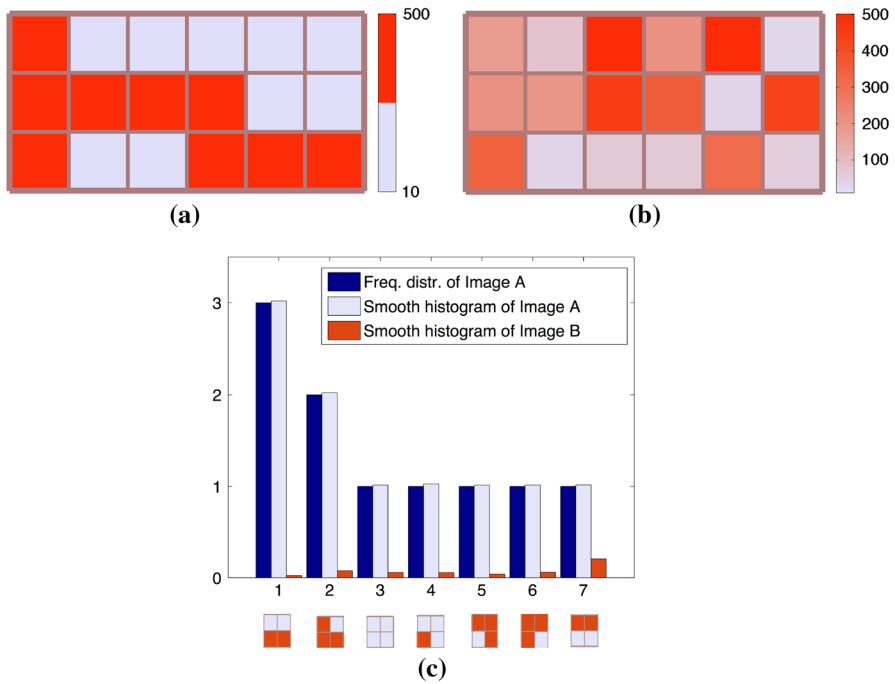 500
10
(a)
500
400
300
200
100
(b)
Freq. distr. of Image A
Smooth histogram of Image A
Smooth histogram of Image B
3
2
1
0
1 2 3 4 5 6 7
(c)